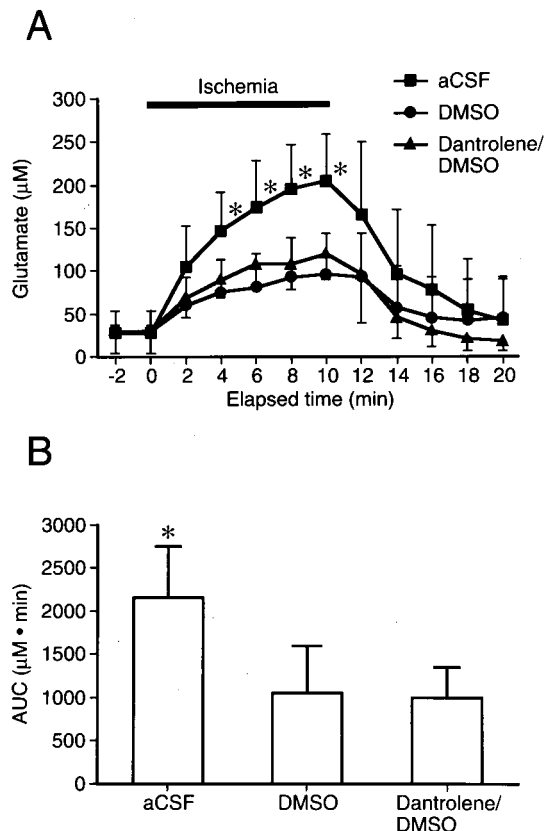 A
Ischemia
aCSF
DMSO
Dantrolene/
DMSO
Glutamate (µM)
300
250
200
150
100
50
0
* * * *
-2 0 2 4 6 8 10 12 14 16 18 20
Elapsed time (min)
B
AUC (µM • min)
3000
2500
2000
1500
1000
500
0
*
aCSF DMSO Dantrolene/
DMSO